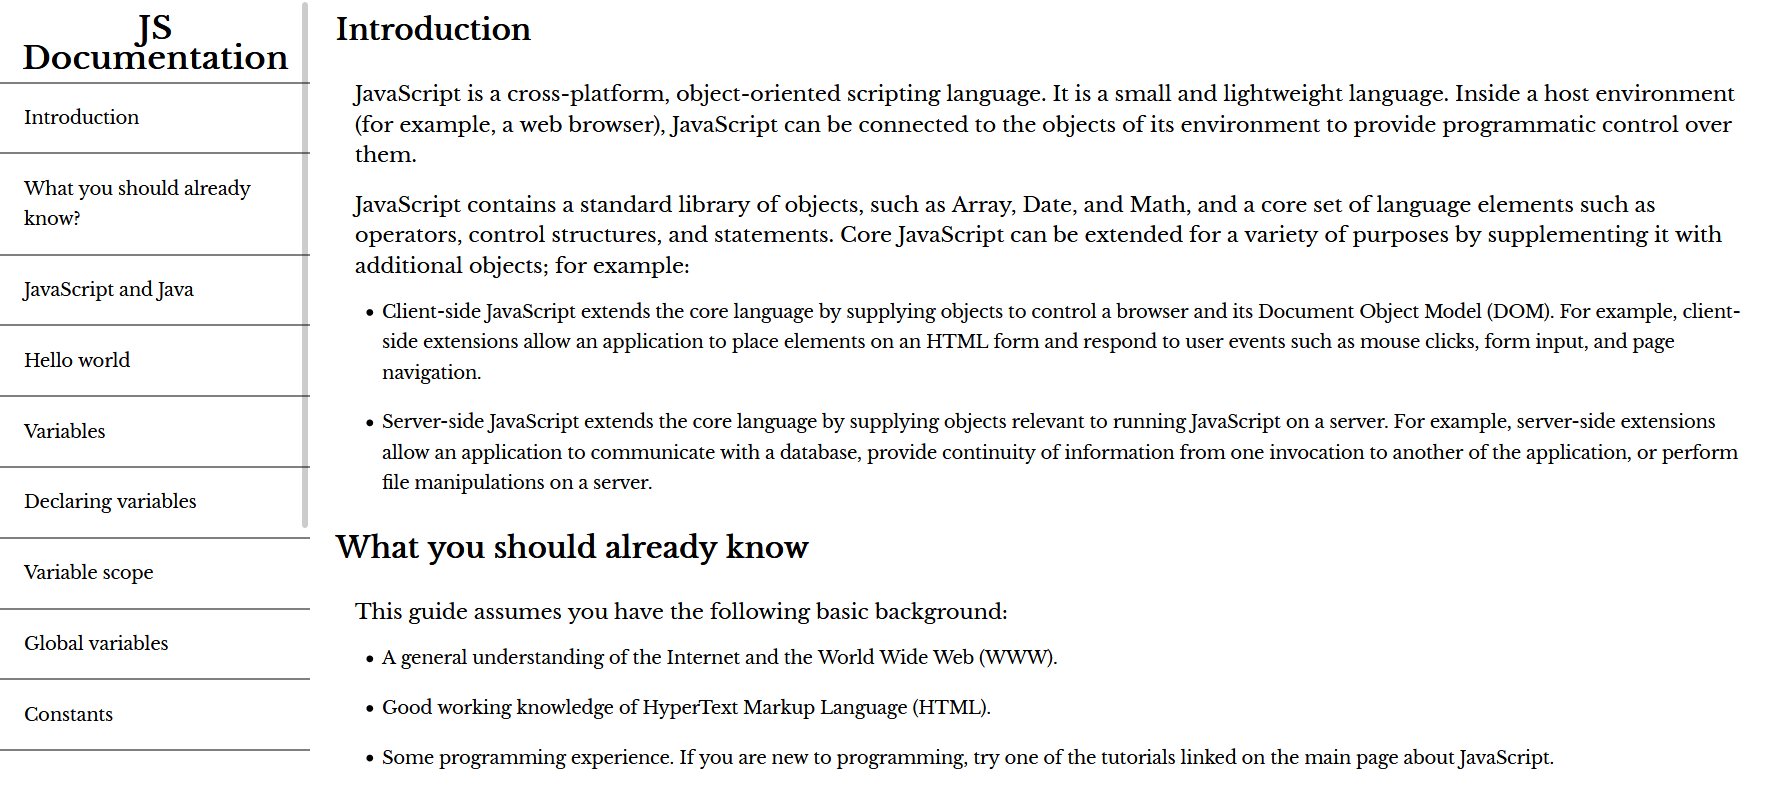 JS
Documentation
Introduction
What you should already
know?
JavaScript and Java
Hello world
Variables
Declaring variables
Variable scope
Global variables
Constants
Introduction
JavaScript is a cross-platform, object-oriented scripting language. It is a small and lightweight language. Inside a host environment
(for example, a web browser), JavaScript can be connected to the objects of its environment to provide programmatic control over
them.
JavaScript contains a standard library of objects, such as Array, Date, and Math, and a core set of language elements such as
operators, control structures, and statements. Core JavaScript can be extended for a variety of purposes by supplementing it with
additional objects; for example:
• Client-side JavaScript extends the core language by supplying objects to control a browser and its Document Object Model (DOM). For example, client-
side extensions allow an application to place elements on an HTML form and respond to user events such as mouse clicks, form input, and page
navigation.
• Server-side JavaScript extends the core language by supplying objects relevant to running JavaScript on a server. For example, server-side extensions
allow an application to communicate with a database, provide continuity of information from one invocation to another of the application, or perform
file manipulations on a server.
What you should already know
This guide assumes you have the following basic background:
• A general understanding of the Internet and the World Wide Web (WWW).
• Good working knowledge of HyperText Markup Language (HTML).
• Some programming experience. If you are new to programming, try one of the tutorials linked on the main page about JavaScript.